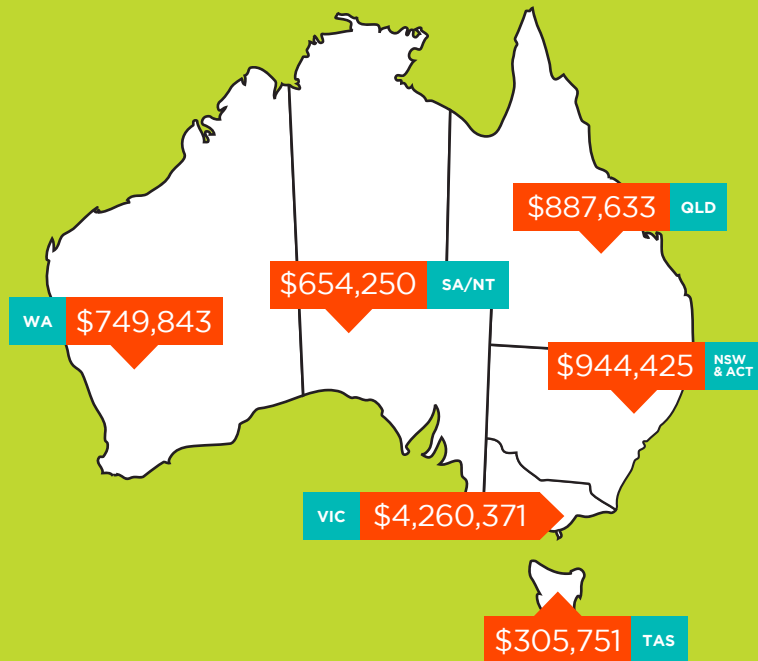 $887,633 QLD
$654,250 SA/NT
WA $749,843
$944,425 NSW
& ACT
VIC $4,260,371
$305,751 TAS